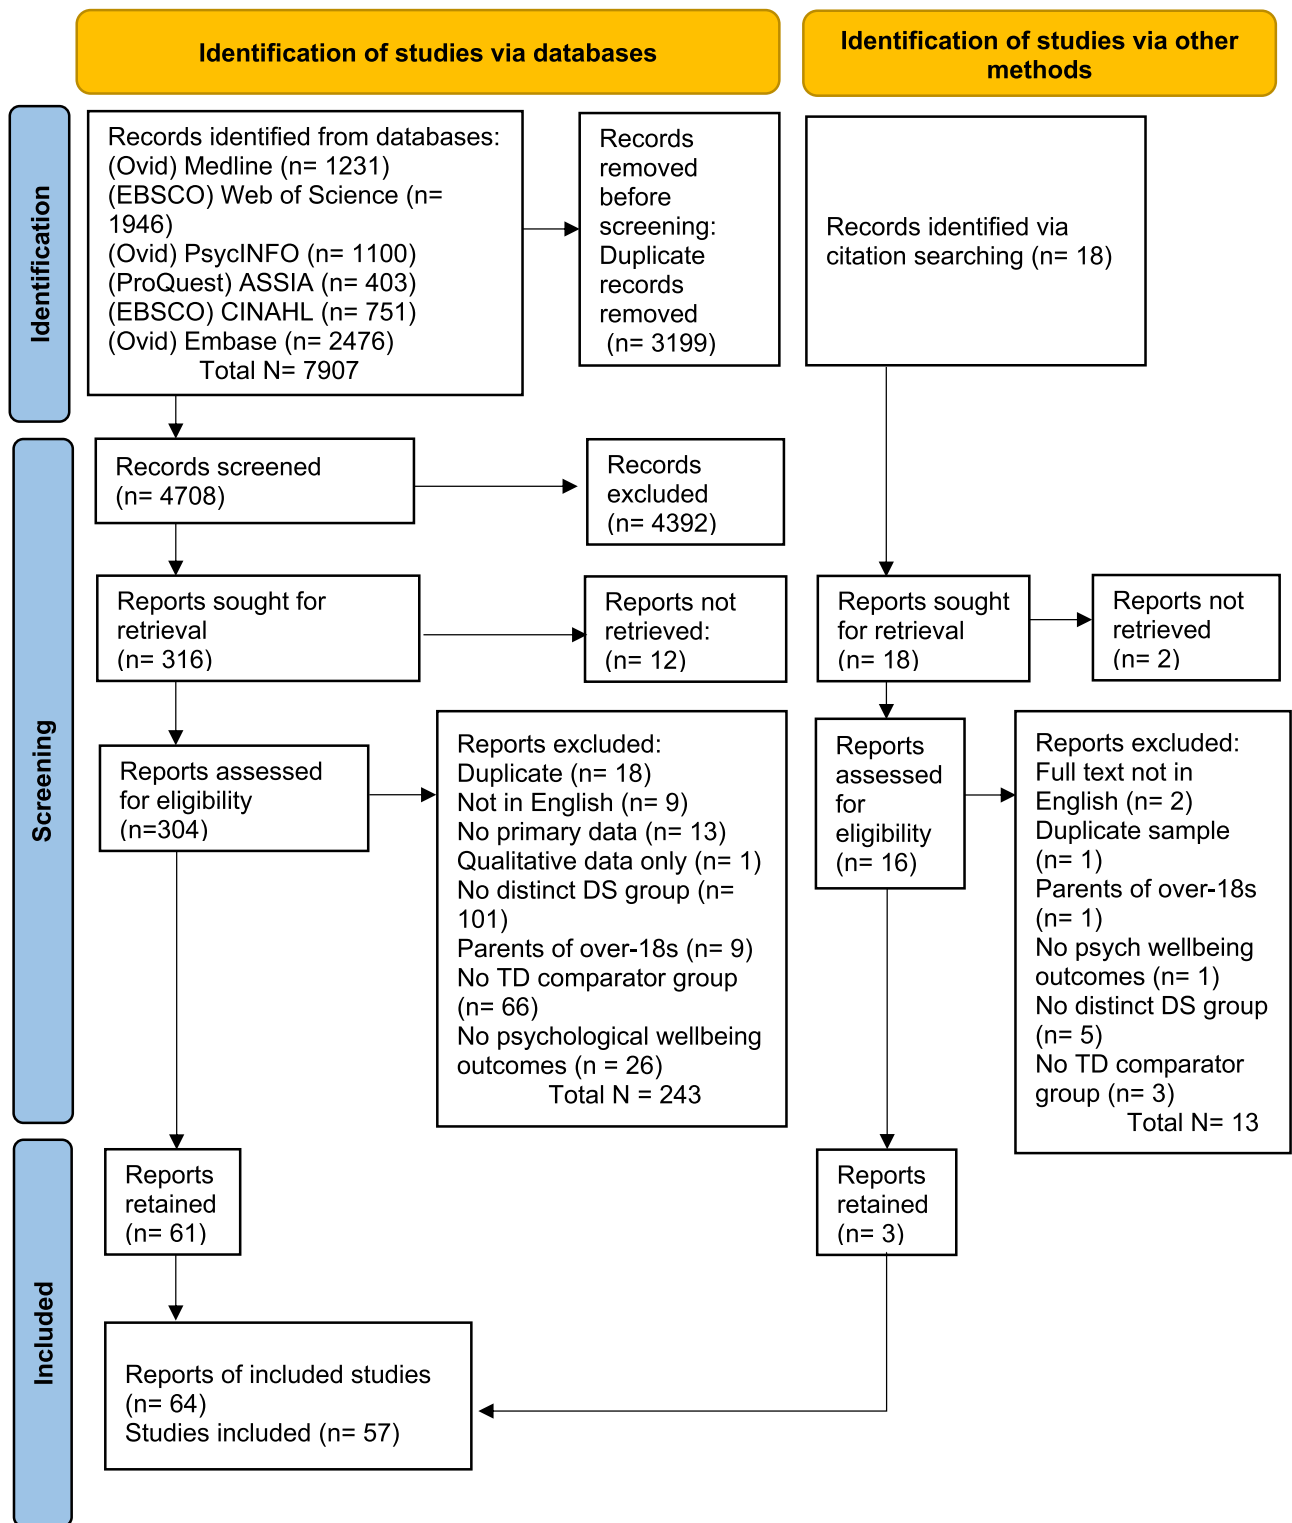 Identification of studies via databases
Identification of studies via other
methods
Identification
Records identified from databases:
(Ovid) Medline (n= 1231)
(EBSCO) Web of Science (n=
1946)
(Ovid) PsycINFO (n= 1100)
(ProQuest) ASSIA (n= 403)
(EBSCO) CINAHL (n= 751)
(Ovid) Embase (n= 2476)
Total N= 7907
Records
removed
before
screening:
Duplicate
records
removed
(n= 3199)
Records identified via
citation searching (n= 18)
Screening
Records screened
(n= 4708)
Records
excluded
(n= 4392)
Reports sought for
retrieval
(n= 316)
Reports not
retrieved:
(n= 12)
Reports sought
for retrieval
(n= 18)
Reports not
retrieved
(n= 2)
Reports assessed
for eligibility
(n=304)
Reports excluded:
Duplicate (n= 18)
Not in English (n= 9)
No primary data (n= 13)
Qualitative data only (n= 1)
No distinct DS group (n=
101)
Parents of over-18s (n= 9)
No TD comparator group
(n= 66)
No psychological wellbeing
outcomes (n = 26)
Total N = 243
Reports
assessed
for
eligibility
(n= 16)
Reports excluded:
Full text not in
English (n= 2)
Duplicate sample
(n= 1)
Parents of over-18s
(n= 1)
No psych wellbeing
outcomes (n= 1)
No distinct DS group
(n= 5)
No TD comparator
group (n= 3)
Total N= 13
Included
Reports
retained
(n= 61)
Reports
retained
(n= 3)
Reports of included studies
(n= 64)
Studies included (n= 57)